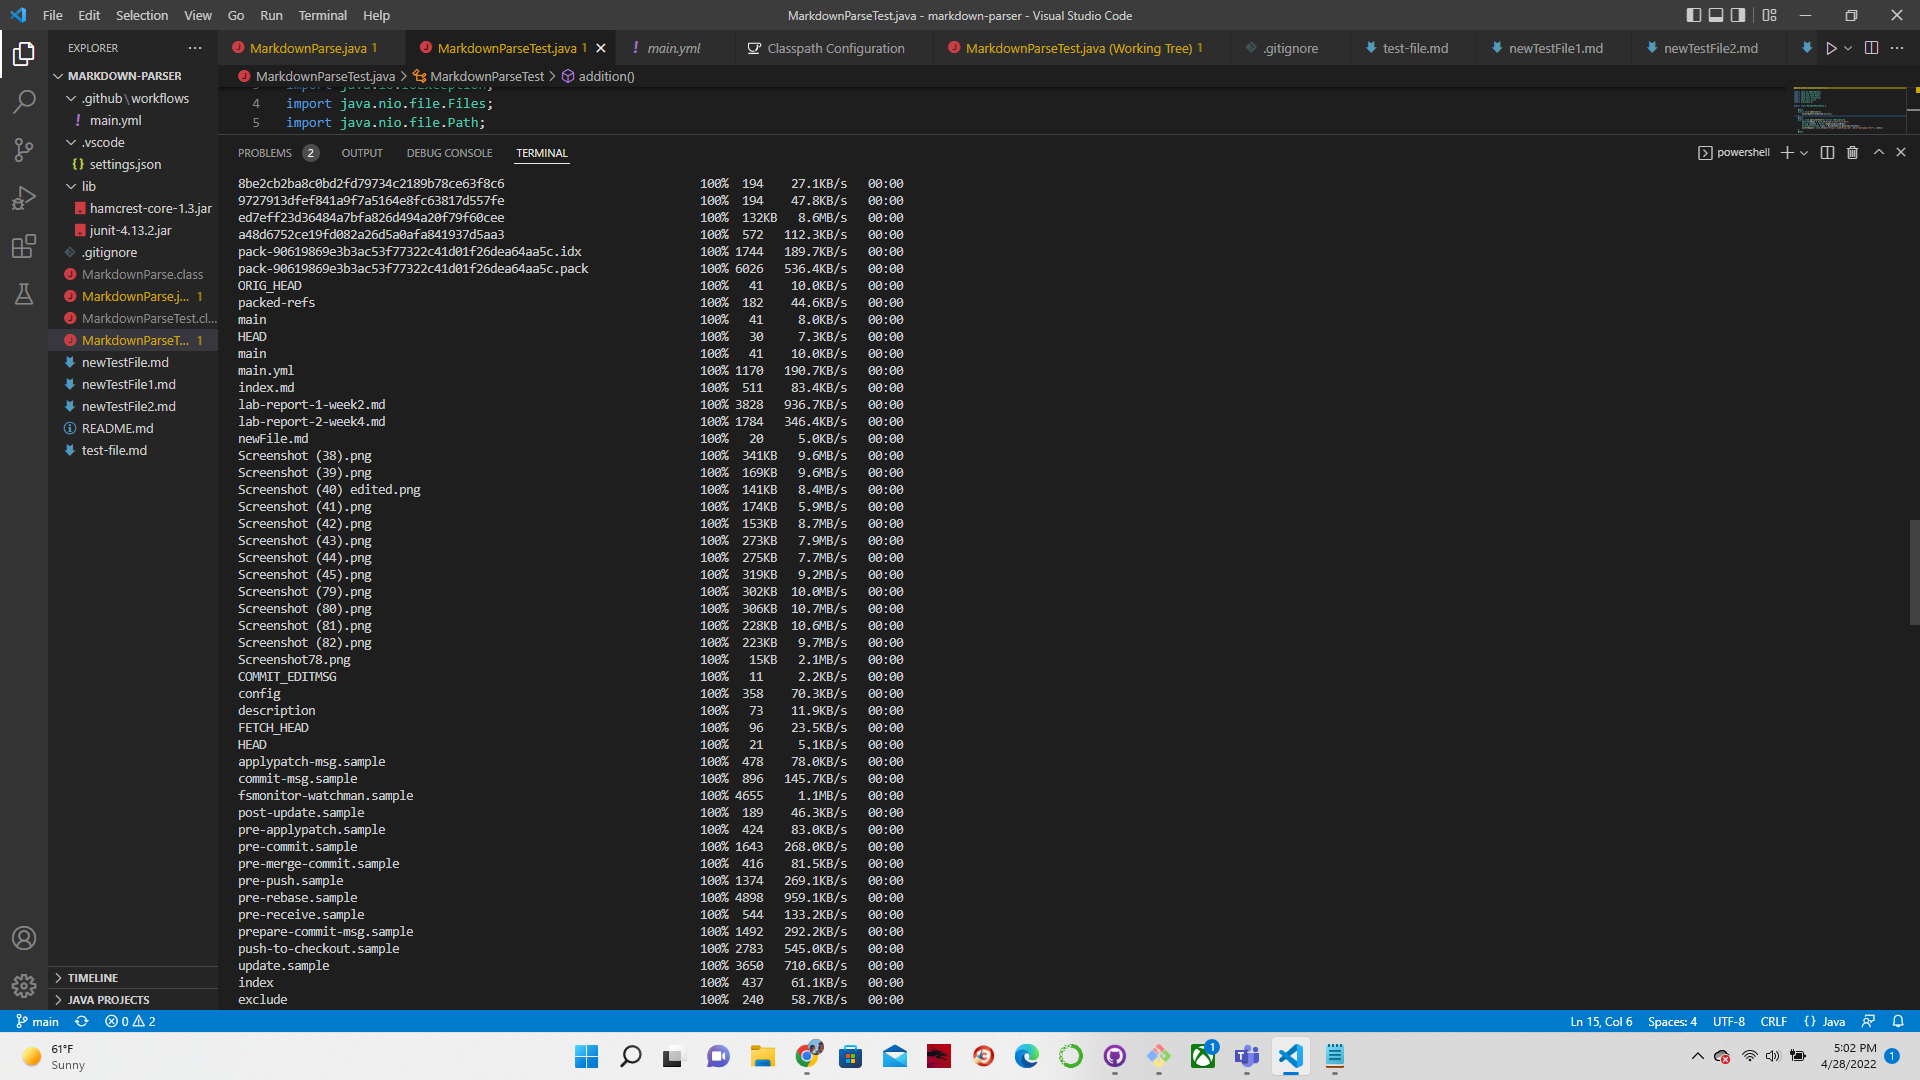 File Edit Selection View Go Run Terminal Help
MarkdownParseTest.java - markdown-parser - Visual Studio Code
EXPLORER
MarkdownParse.java 1
MarkdownParseTest.java 1
main.yml
Classpath Configuration
MarkdownParseTest.java (Working Tree) 1
.gitignore
test-file.md
newTestFile1.md
newTestFile2.md
MARKDOWN-PARSER
.github\workflows
main.yml
.vscode
settings.json
lib
hamcrest-core-1.3.jar
junit-4.13.2.jar
.gitignore
MarkdownParse.class
MarkdownParse.j... 1
MarkdownParseTest.cl...
MarkdownParseT... 1
newTestFile.md
newTestFile1.md
newTestFile2.md
README.md
test-file.md
TIMELINE
JAVA PROJECTS
MarkdownParseTest.java > MarkdownParseTest > addition()
3 import java.io.IOException;
4 import java.nio.file.Files;
5 import java.nio.file.Path;
PROBLEMS 2 OUTPUT DEBUG CONSOLE TERMINAL
powershell
8be2cb2ba8c0bd2fd79734c2189b78ce63f8c6 100% 194 27.1KB/s 00:00
9727913dfef841a9f7a5164e8fc63817d557fe 100% 194 47.8KB/s 00:00
ed7eff23d36484a7bfa826d494a20f79f60cee 100% 132KB 8.6MB/s 00:00
a48d6752ce19fd082a26d5a0afa841937d5aa3 100% 572 112.3KB/s 00:00
pack-90619869e3b3ac53f77322c41d01f26dea64aa5c.idx 100% 1744 189.7KB/s 00:00
pack-90619869e3b3ac53f77322c41d01f26dea64aa5c.pack 100% 6026 536.4KB/s 00:00
ORIG_HEAD 100% 41 10.0KB/s 00:00
packed-refs 100% 182 44.6KB/s 00:00
main 100% 41 8.0KB/s 00:00
HEAD 100% 30 7.3KB/s 00:00
main 100% 41 10.0KB/s 00:00
main.yml 100% 1170 190.7KB/s 00:00
index.md 100% 511 83.4KB/s 00:00
lab-report-1-week2.md 100% 3828 936.7KB/s 00:00
lab-report-2-week4.md 100% 1784 346.4KB/s 00:00
newFile.md 100% 20 5.0KB/s 00:00
Screenshot (38).png 100% 341KB 9.6MB/s 00:00
Screenshot (39).png 100% 169KB 9.6MB/s 00:00
Screenshot (40) edited.png 100% 141KB 8.4MB/s 00:00
Screenshot (41).png 100% 174KB 5.9MB/s 00:00
Screenshot (42).png 100% 153KB 8.7MB/s 00:00
Screenshot (43).png 100% 273KB 7.9MB/s 00:00
Screenshot (44).png 100% 275KB 7.7MB/s 00:00
Screenshot (45).png 100% 319KB 9.2MB/s 00:00
Screenshot (79).png 100% 302KB 10.0MB/s 00:00
Screenshot (80).png 100% 306KB 10.7MB/s 00:00
Screenshot (81).png 100% 228KB 10.6MB/s 00:00
Screenshot (82).png 100% 223KB 9.7MB/s 00:00
Screenshot78.png 100% 15KB 2.1MB/s 00:00
COMMIT_EDITMSG 100% 11 2.2KB/s 00:00
config 100% 358 70.3KB/s 00:00
description 100% 73 11.9KB/s 00:00
FETCH_HEAD 100% 96 23.5KB/s 00:00
HEAD 100% 21 5.1KB/s 00:00
applypatch-msg.sample 100% 478 78.0KB/s 00:00
commit-msg.sample 100% 896 145.7KB/s 00:00
fsmonitor-watchman.sample 100% 4655 1.1MB/s 00:00
post-update.sample 100% 189 46.3KB/s 00:00
pre-applypatch.sample 100% 424 83.0KB/s 00:00
pre-commit.sample 100% 1643 268.0KB/s 00:00
pre-merge-commit.sample 100% 416 81.5KB/s 00:00
pre-push.sample 100% 1374 269.1KB/s 00:00
pre-rebase.sample 100% 4898 959.1KB/s 00:00
pre-receive.sample 100% 544 133.2KB/s 00:00
prepare-commit-msg.sample 100% 1492 292.2KB/s 00:00
push-to-checkout.sample 100% 2783 545.0KB/s 00:00
update.sample 100% 3650 710.6KB/s 00:00
index 100% 437 61.1KB/s 00:00
exclude 100% 240 58.7KB/s 00:00
main 0 2
Ln 15, Col 6 Spaces: 4 UTF-8 CRLF {} Java
61°F
Sunny
1
5:02 PM
4/28/2022
1